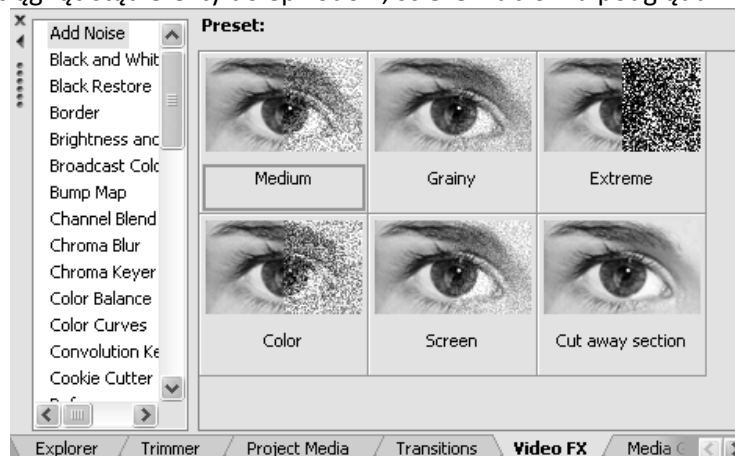 Preset:
Add Noise
Black and Whit
Black Restore
Border
Brightness anc
Broadcast Colc
Bump Map
Channel Blend
Chroma Blur
Chroma Keyer
Color Balance
Color Curves
Convolution Ke
Cookie Cutter
Medium
Grainy
Extreme
Color
Screen
Cut away section
Explorer
Trimmer
Project Media
Transitions
Video FX
Media G